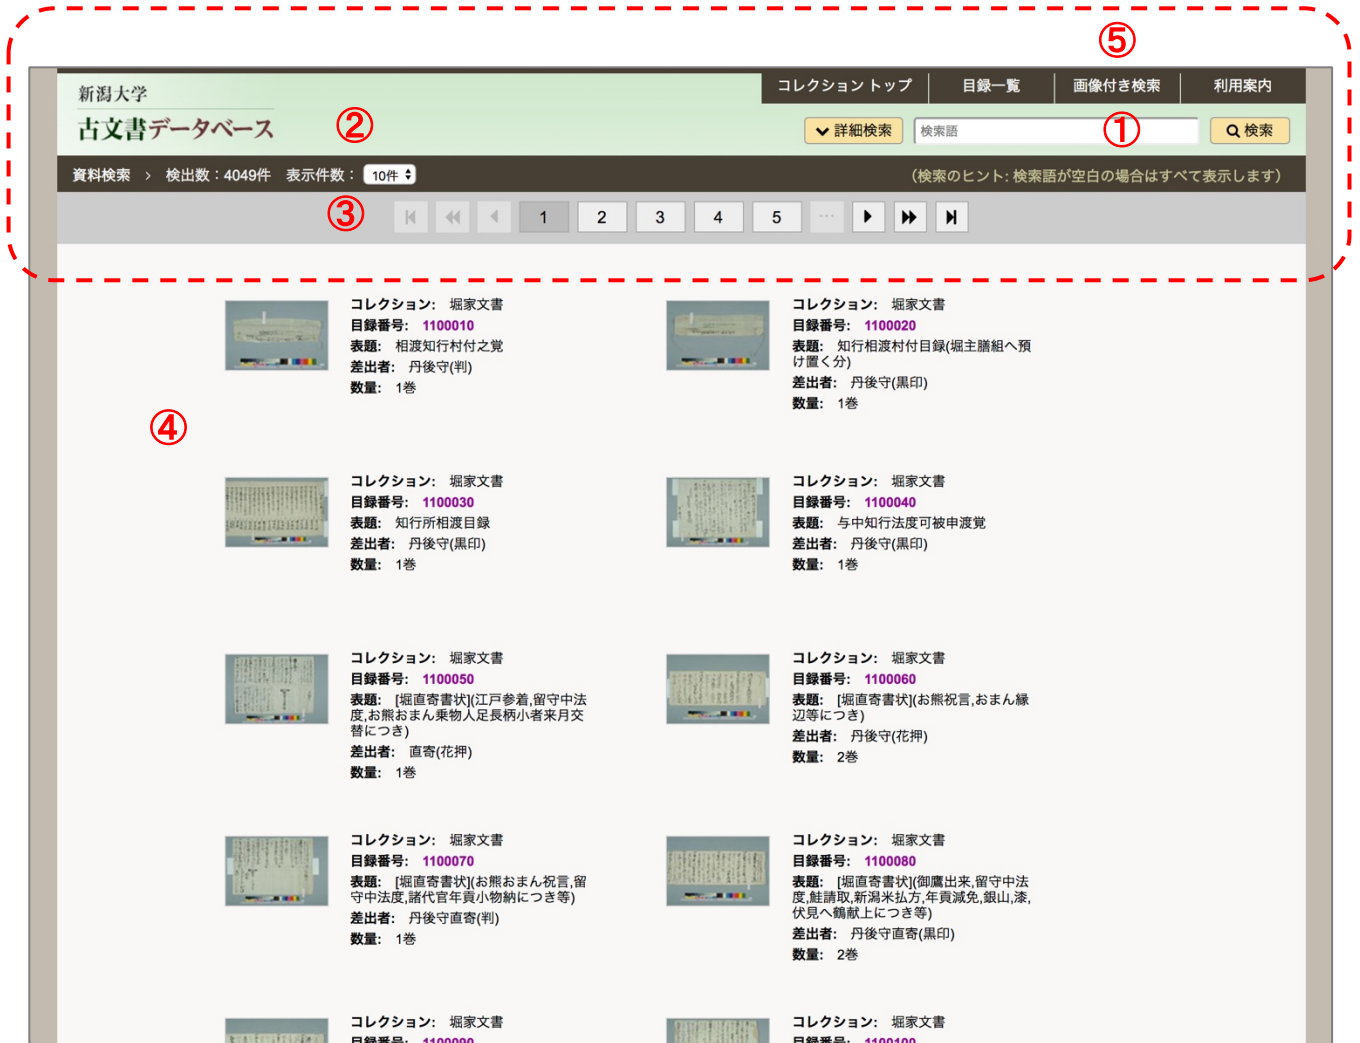 ⑤
コレクション トップ 目録一覧 画像付き検索 利用案内
新潟大学
古文書データベース
②
詳細検索 検索語 ① 検索
資料検索 > 検出数：4049件 表示件数： 10件 (検索のヒント: 検索語が空白の場合はすべて表示します)
③ 1 2 3 4 5 …
コレクション: 堀家文書
目録番号: 1100010
表題: 相渡知行村付之覚
差出者: 丹後守(判)
数量: 1巻
コレクション: 堀家文書
目録番号: 1100020
表題: 知行相渡村付目録(堀主膳組へ預
け置く分)
差出者: 丹後守(黒印)
数量: 1巻
④
コレクション: 堀家文書
目録番号: 1100030
表題: 知行所相渡目録
差出者: 丹後守(黒印)
数量: 1巻
コレクション: 堀家文書
目録番号: 1100040
表題: 与中知行法度可被申渡覚
差出者: 丹後守(黒印)
数量: 1巻
コレクション: 堀家文書
目録番号: 1100050
表題: [堀直寄書状](江戸参着,留守中法
度,お熊おまん乗物人足長柄小者来月交
替につき)
差出者: 直寄(花押)
数量: 1巻
コレクション: 堀家文書
目録番号: 1100060
表題: [堀直寄書状](お熊祝言,おまん縁
辺等につき)
差出者: 丹後守(花押)
数量: 2巻
コレクション: 堀家文書
目録番号: 1100070
表題: [堀直寄書状](お熊おまん祝言,留
守中法度,諸代官年貢小物納につき等)
差出者: 丹後守直寄(判)
数量: 1巻
コレクション: 堀家文書
目録番号: 1100080
表題: [堀直寄書状](御鷹出来,留守中法
度,鮭請取,新潟米払方,年貢減免,銀山,漆,
伏見へ鶴献上につき等)
差出者: 丹後守直寄(黒印)
数量: 2巻
コレクション: 堀家文書
目録番号: 1100090
コレクション: 堀家文書
目録番号: 1100100